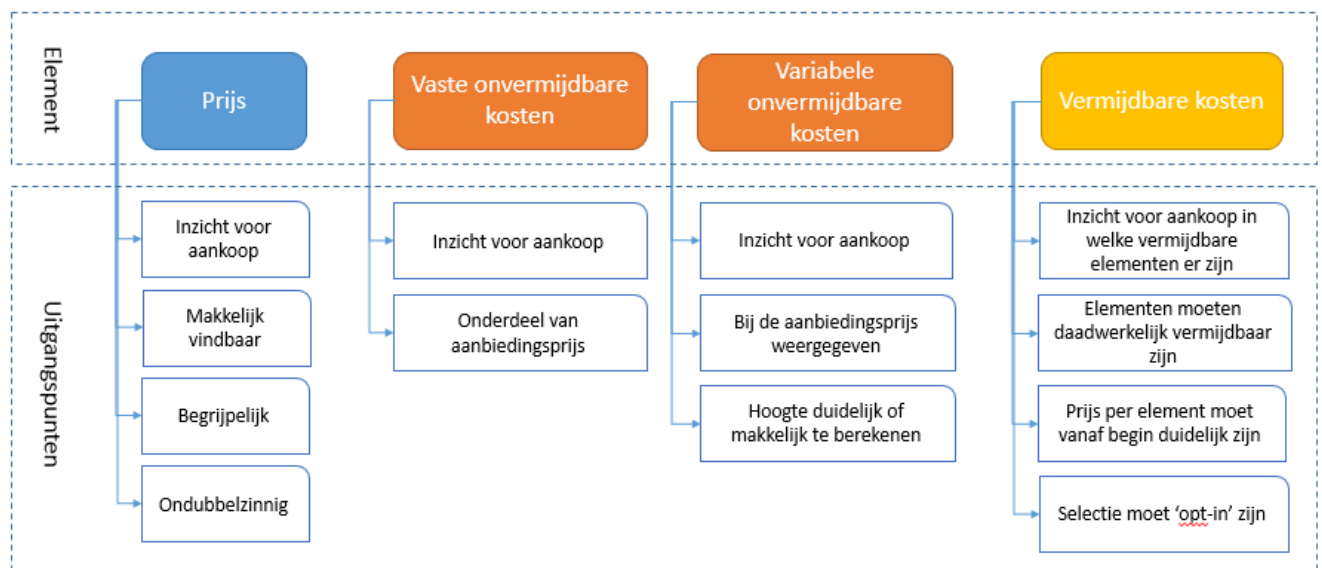 Element
Prijs
Vaste onvermijdbare
kosten
Variabele
onvermijdbare
kosten
Vermijdbare kosten
Uitgangspunten
Inzicht voor
aankoop
Makkelijk
vindbaar
Begrijpelijk
Ondubbelzinnig
Inzicht voor aankoop
Onderdeel van
aanbiedingsprijs
Inzicht voor aankoop
Bij de aanbiedingsprijs
weergegeven
Hoogte duidelijk of
makkelijk te berekenen
Inzicht voor aankoop in
welke vermijdbare
elementen er zijn
Elementen moeten
daadwerkelijk vermijdbaar
zijn
Prijs per element moet
vanaf begin duidelijk zijn
Selectie moet ‘opt-in’ zijn